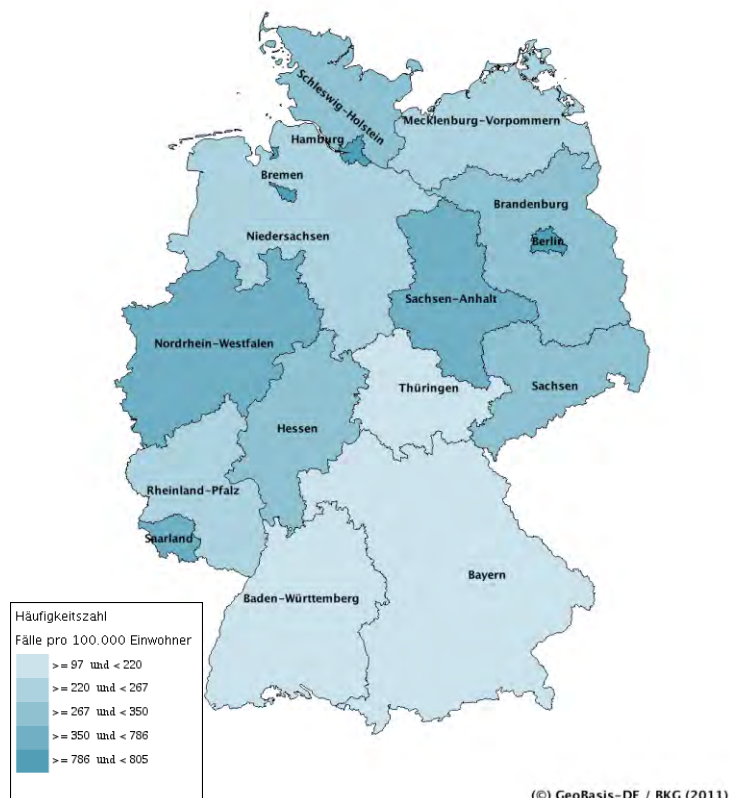 Schleswig-Holstein
Mecklenburg-Vorpommern
Hamburg
Bremen
Brandenburg
Niedersachsen
Berlin
Sachsen-Anhalt
Nordrhein-Westfalen
Thüringen
Sachsen
Hessen
Rheinland-Pfalz
Saarland
Bayern
Baden-Württemberg
Häufigkeitszahl
Fälle pro 100.000 Einwohner
>= 97 und < 220
>= 220 und < 267
>= 267 und < 350
>= 350 und < 786
>= 786 und < 805
(©) GeoBasis-DE / BKG (2011)